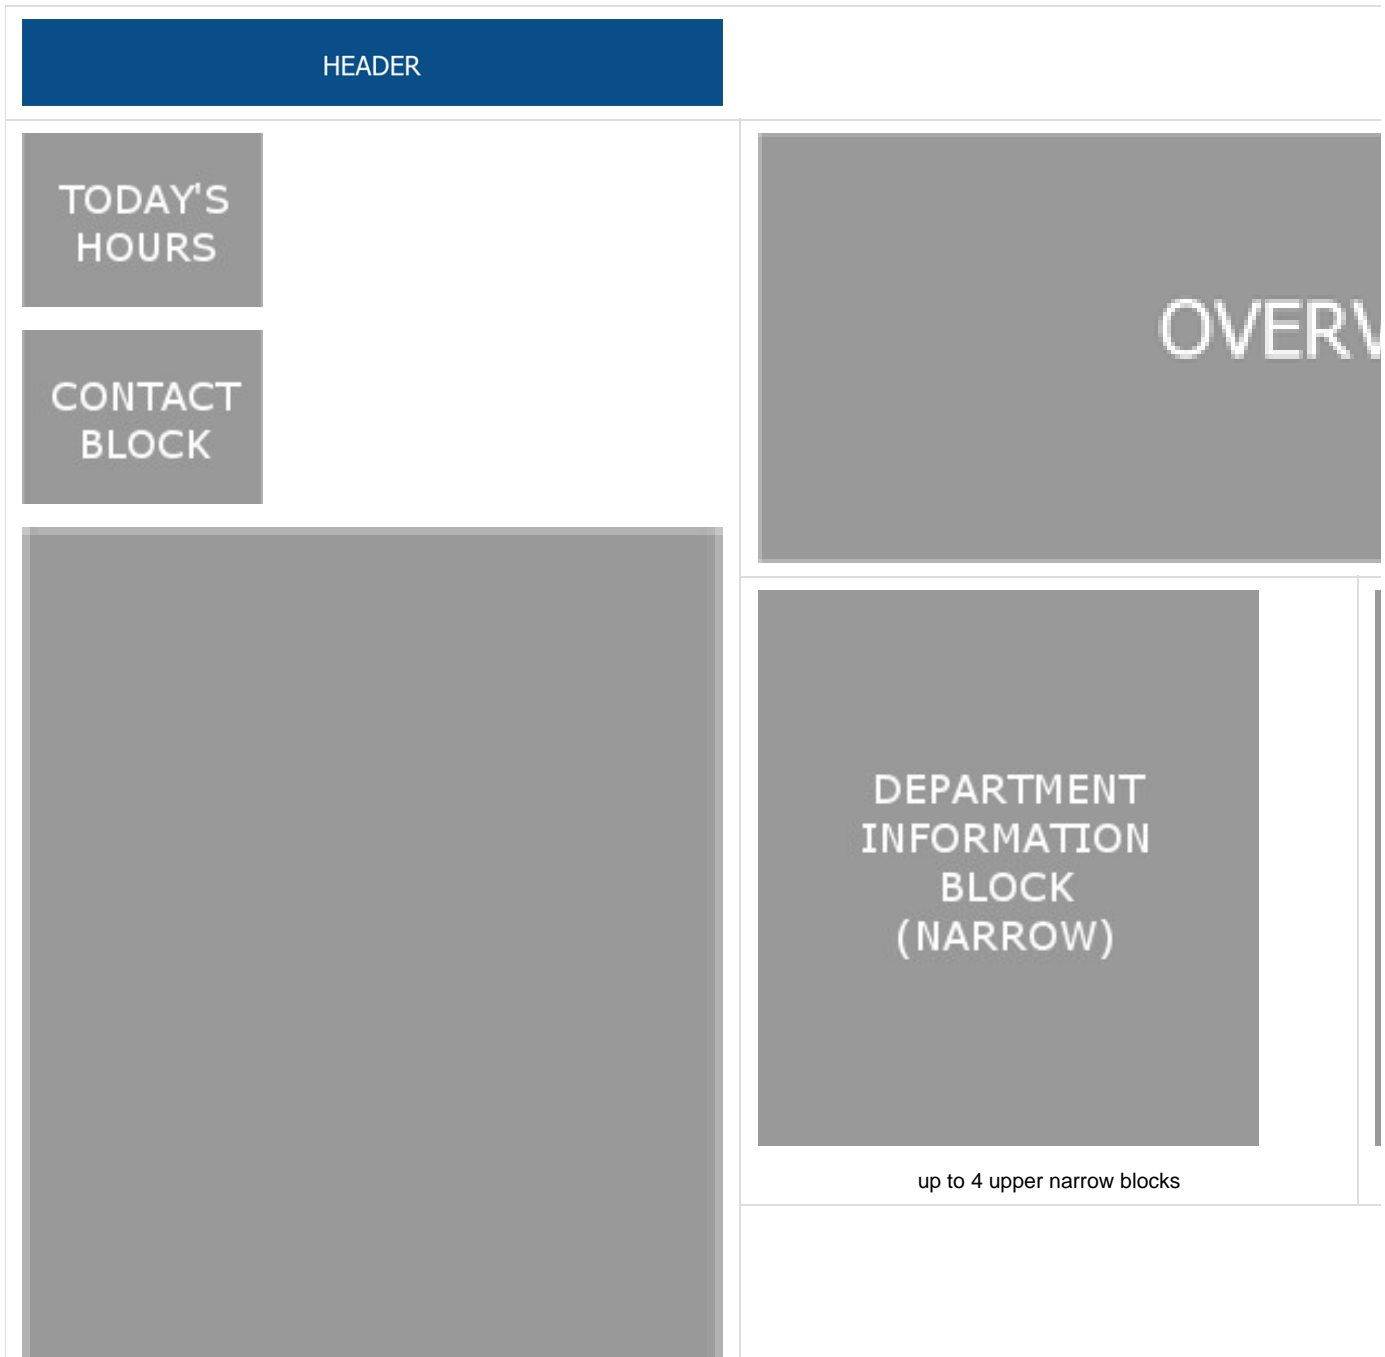 HEADER
TODAY'S
HOURS
CONTACT
BLOCK
DEPARTMENT
INFORMATION
BLOCK
(NARROW)
up to 4 upper narrow blocks